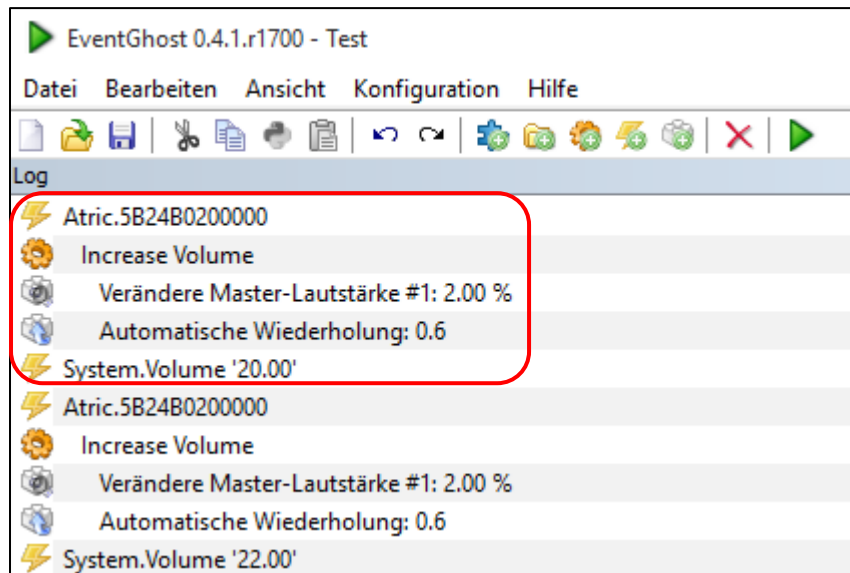 EventGhost 0.4.1.r1700 - Test
Datei Bearbeiten Ansicht Konfiguration Hilfe
Log
Atric.5B24B0200000
Increase Volume
Verändere Master-Lautstärke #1: 2.00 %
Automatische Wiederholung: 0.6
System.Volume '20.00'
Atric.5B24B0200000
Increase Volume
Verändere Master-Lautstärke #1: 2.00 %
Automatische Wiederholung: 0.6
System.Volume '22.00'